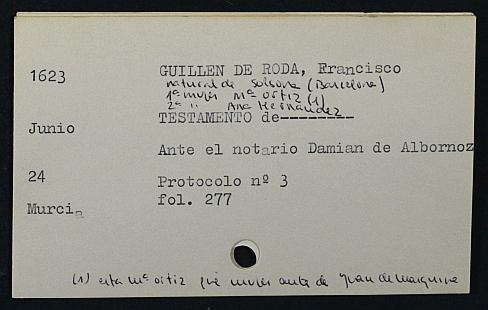 1623 GUILLEN DE RODA, Francisco
natural de Solsona (Barcelona)
1ª mujer Mª Ortiz (1)
2ª " Ana Hernandez
Junio TESTAMENTO de--------
Ante el notario Damian de Albornoz
24 Protocolo nº 3
Murcia fol. 277
(1) esta Mª Ortiz fué mujer antes de Juan de Marquina